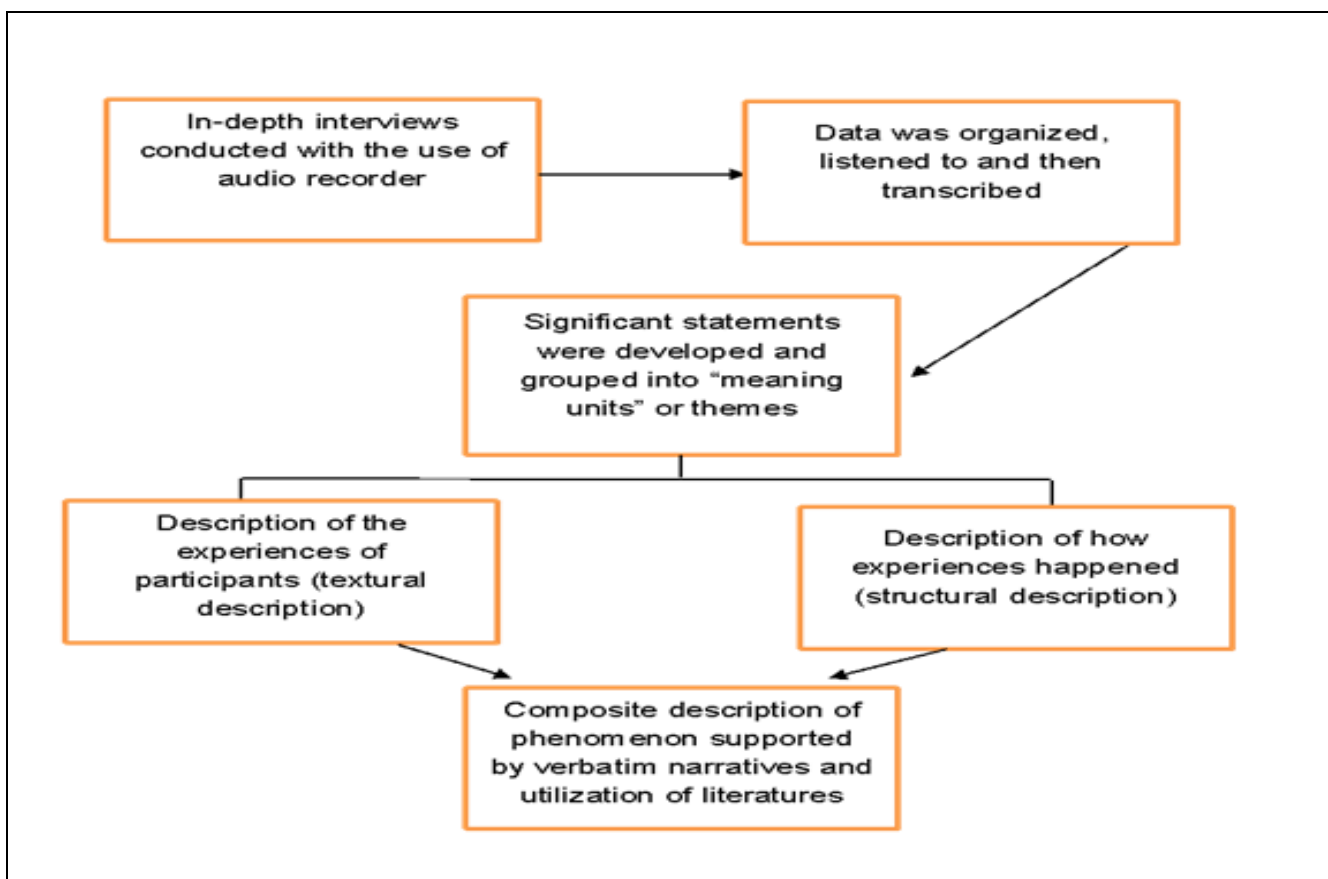 In-depth interviews
conducted with the use of
audio recorder
Data was organized,
listened to and then
transcribed
Significant statements
were developed and
grouped into “meaning
units” or themes
Description of the
experiences of
participants (textural
description)
Description of how
experiences happened
(structural description)
Composite description of
phenomenon supported
by verbatim narratives and
utilization of literatures